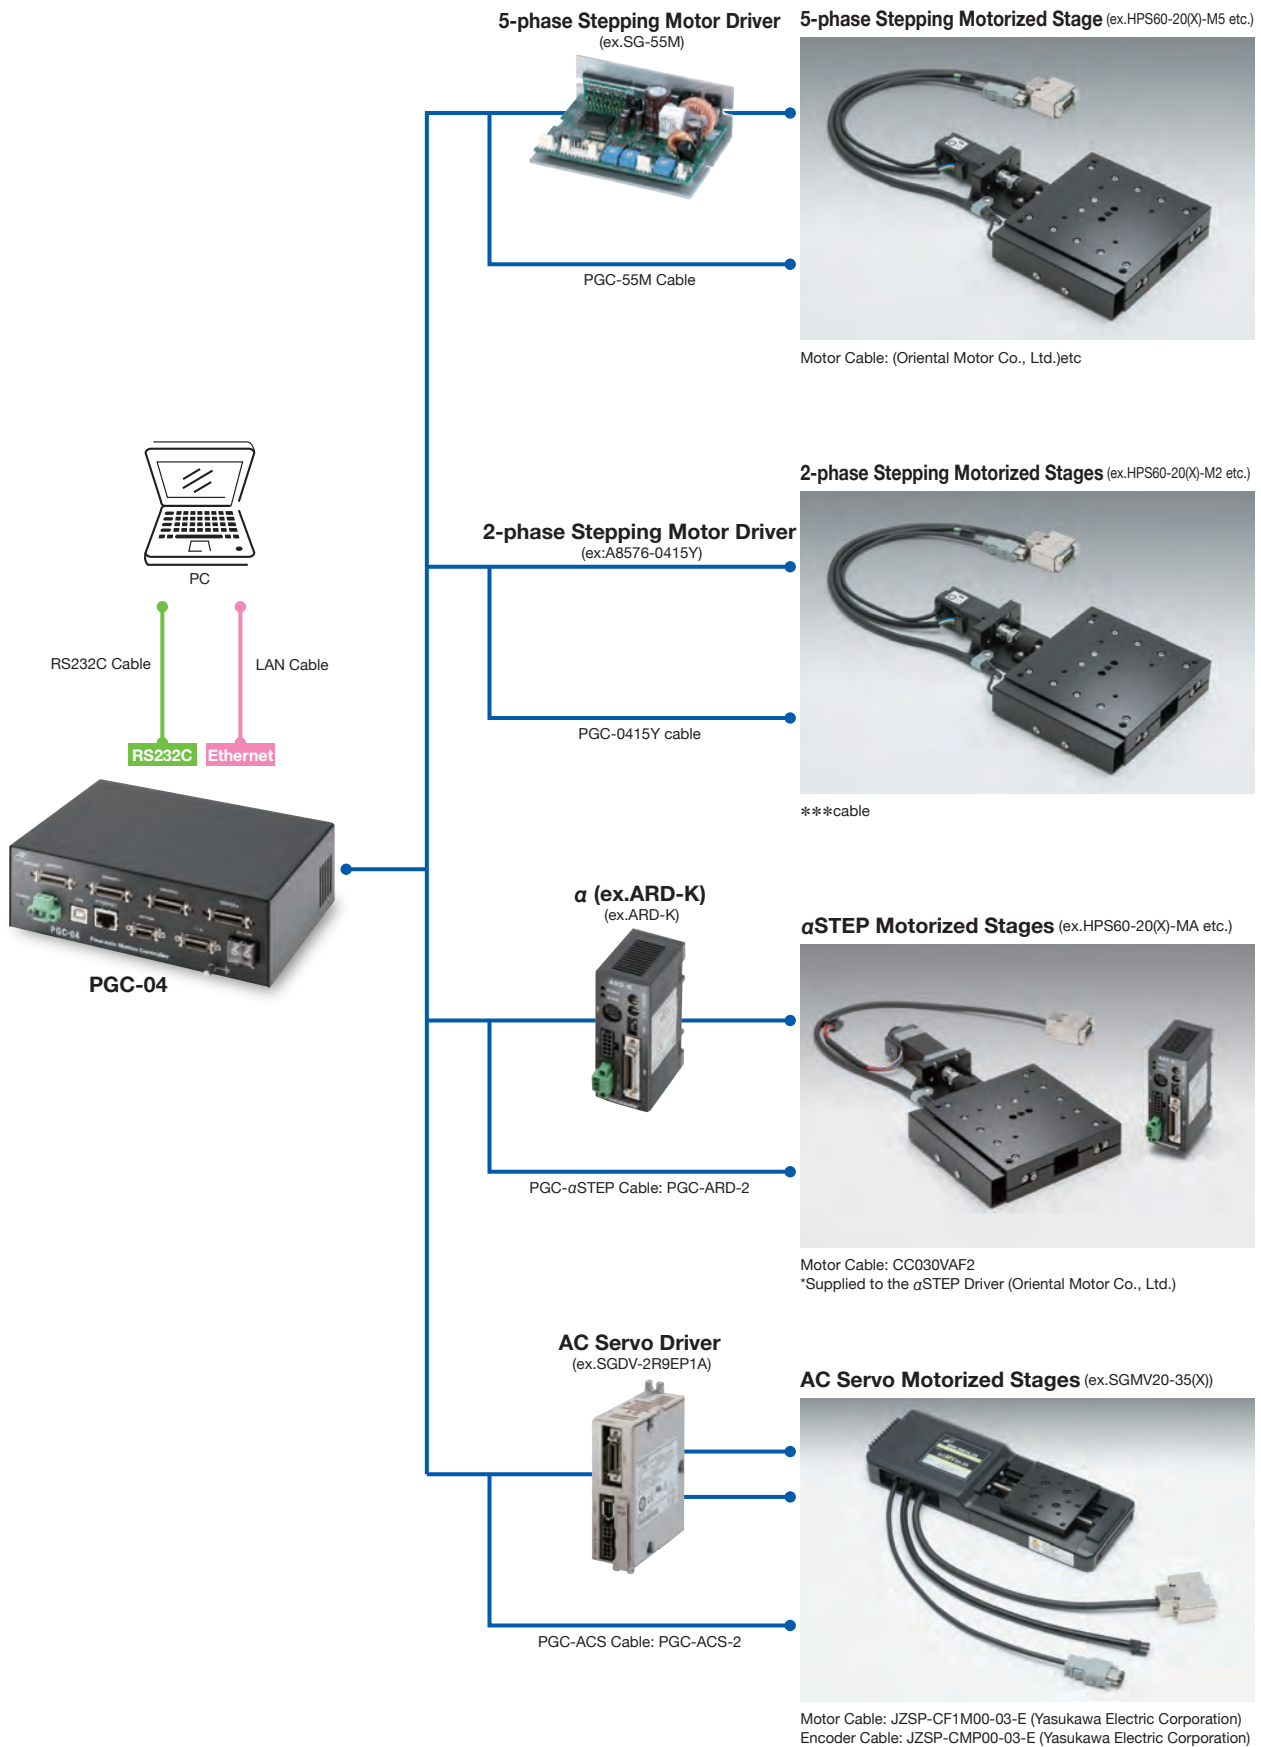 5-phase Stepping Motor Driver
(ex.SG-55M)
5-phase Stepping Motorized Stage (ex.HPS60-20(X)-M5 etc.)
PGC-55M Cable
Motor Cable: (Oriental Motor Co., Ltd.)etc
2-phase Stepping Motorized Stages (ex.HPS60-20(X)-M2 etc.)
2-phase Stepping Motor Driver
(ex:A8576-0415Y)
PGC-0415Y cable
***cable
PC
RS232C Cable
LAN Cable
RS232C
Ethernet
PGC-04
PGC-04
α (ex.ARD-K)
(ex.ARD-K)
ARD-K
αSTEP Motorized Stages (ex.HPS60-20(X)-MA etc.)
ARD-K
PGC-αSTEP Cable: PGC-ARD-2
Motor Cable: CC030VAF2
*Supplied to the αSTEP Driver (Oriental Motor Co., Ltd.)
AC Servo Driver
(ex.SGDV-2R9EP1A)
AC Servo Motorized Stages (ex.SGMV20-35(X))
PGC-ACS Cable: PGC-ACS-2
Motor Cable: JZSP-CF1M00-03-E (Yasukawa Electric Corporation)
Encoder Cable: JZSP-CMP00-03-E (Yasukawa Electric Corporation)